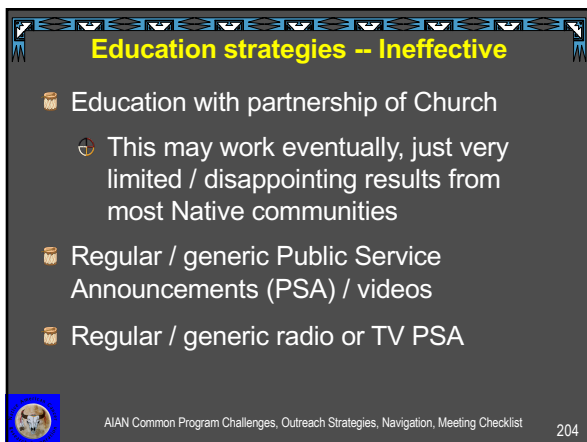 Education strategies -- Ineffective
Education with partnership of Church
This may work eventually, just very
limited / disappointing results from
most Native communities
Regular / generic Public Service
Announcements (PSA) / videos
Regular / generic radio or TV PSA
AIAN Common Program Challenges, Outreach Strategies, Navigation, Meeting Checklist
204